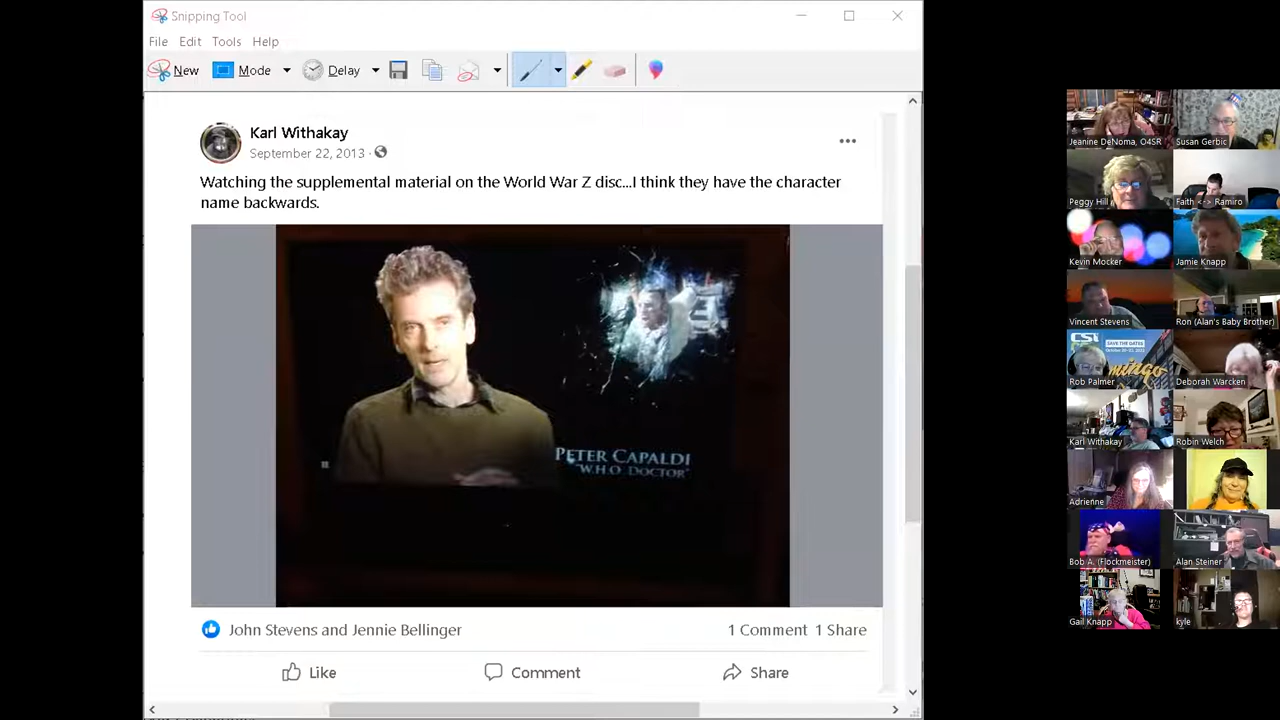 Snipping Tool
File Edit Tools Help
New Mode Delay
Karl Withakay
September 22, 2013
Watching the supplemental material on the World War Z disc...I think they have the character
name backwards.
PETER CAPALDI
"W.H.O DOCTOR"
John Stevens and Jennie Bellinger
1 Comment 1 Share
Like Comment Share
Jeanine DeNoma, O4SR
Susan Gerbic
Peggy Hill
Faith <-> Ramiro
Kevin Mocker
Jamie Knapp
Vincent Stevens
Ron (Alan's Baby Brother)
CSI
SAVE THE DATES
Rob Palmer
Deborah Warcken
Karl Withakay
Robin Welch
Adrienne
Bob A. (Flockmeister)
Alan Steiner
Gail Knapp
kyle